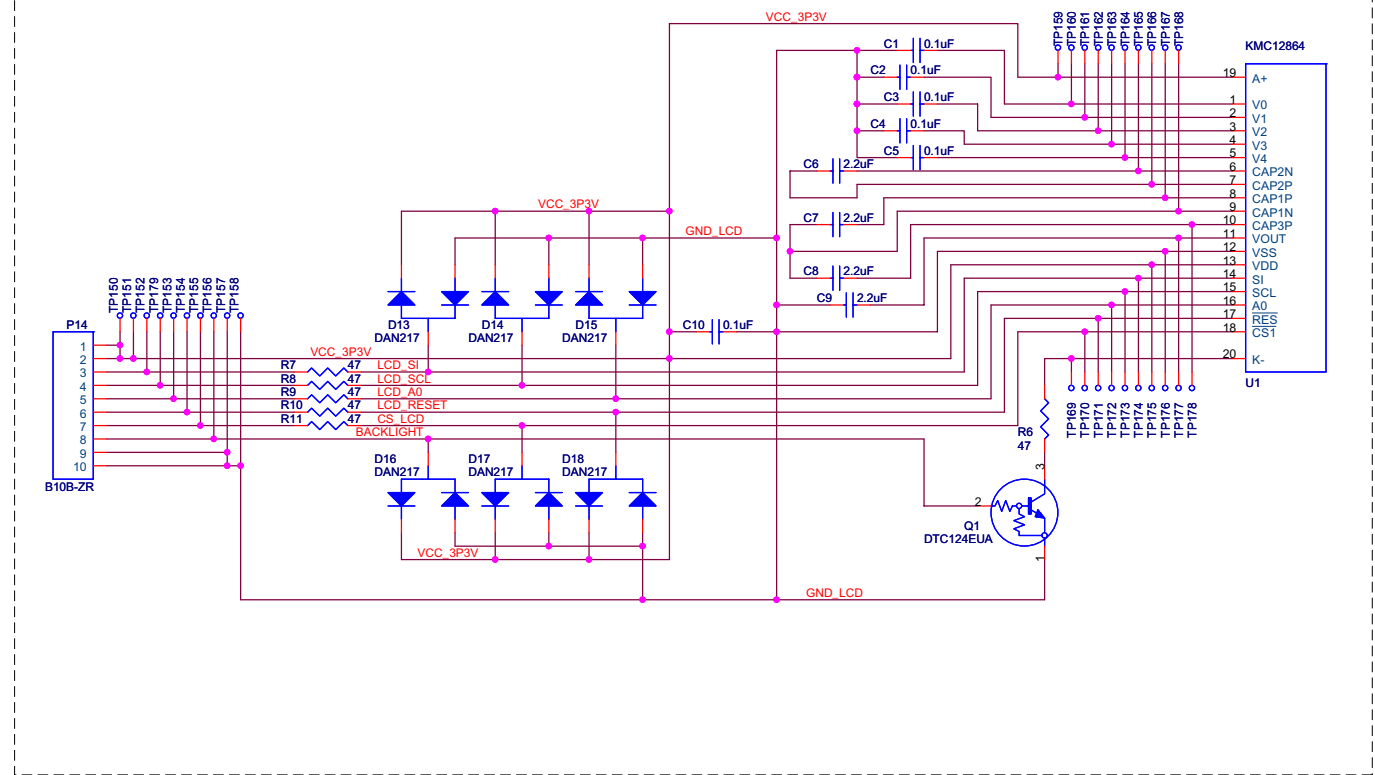 VCC_3P3V
TP159
TP160
TP161
TP162
TP163
TP164
TP165
TP166
TP167
TP168
KMC12864
C1 0.1uF
C2 0.1uF
C3 0.1uF
C4 0.1uF
C5 0.1uF
C6 2.2uF
C7 2.2uF
C8 2.2uF
C9 2.2uF
C10 0.1uF
19 A+
1 V0
2 V1
3 V2
4 V3
5 V4
6 CAP2N
7 CAP2P
8 CAP1P
9 CAP1N
10 CAP3P
11 VOUT
12 VSS
13 VDD
14 SI
15 SCL
16 A0
17 RES
18 CS1
20 K-
U1
VCC_3P3V
GND_LCD
D13
DAN217
D14
DAN217
D15
DAN217
TP150
TP151
TP152
TP179
TP153
TP154
TP155
TP156
TP157
TP158
P14
1
2
3
4
5
6
7
8
9
10
B10B-ZR
VCC_3P3V
R7 47 LCD_SI
R8 47 LCD_SCL
R9 47 LCD_A0
R10 47 LCD_RESET
R11 47 CS_LCD
BACKLIGHT
D16
DAN217
D17
DAN217
D18
DAN217
VCC_3P3V
TP169
TP170
TP171
TP172
TP173
TP174
TP175
TP176
TP177
TP178
R6
47
3
2
1
Q1
DTC124EUA
GND_LCD